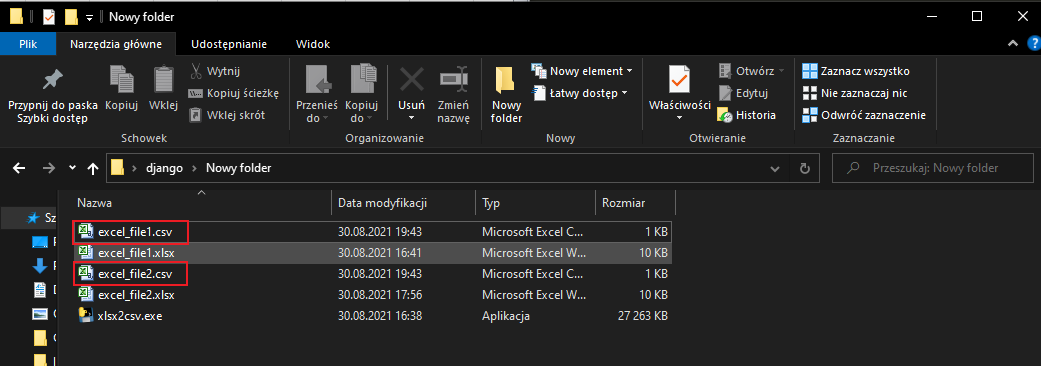 Nowy folder
Plik Narzędzia główne Udostępnianie Widok
Przypnij do paska
Szybki dostęp
Kopiuj
Wklej
Wytnij
Kopiuj ścieżkę
Wklej skrót
Schowek
Przenieś
do
Kopiuj
do
Usuń
Zmień
nazwę
Organizowanie
Nowy
folder
Nowy element
Łatwy dostęp
Nowy
Właściwości
Otwórz
Edytuj
Historia
Otwieranie
Zaznacz wszystko
Nie zaznaczaj nic
Odwróć zaznaczenie
Zaznaczanie
django > Nowy folder
Przeszukaj: Nowy folder
Nazwa Data modyfikacji Typ Rozmiar
Sz
excel_file1.csv 30.08.2021 19:43 Microsoft Excel C... 1 KB
excel_file1.xlsx 30.08.2021 16:41 Microsoft Excel W... 10 KB
excel_file2.csv 30.08.2021 19:43 Microsoft Excel C... 1 KB
excel_file2.xlsx 30.08.2021 17:56 Microsoft Excel W... 10 KB
xlsx2csv.exe 30.08.2021 16:38 Aplikacja 27 263 KB